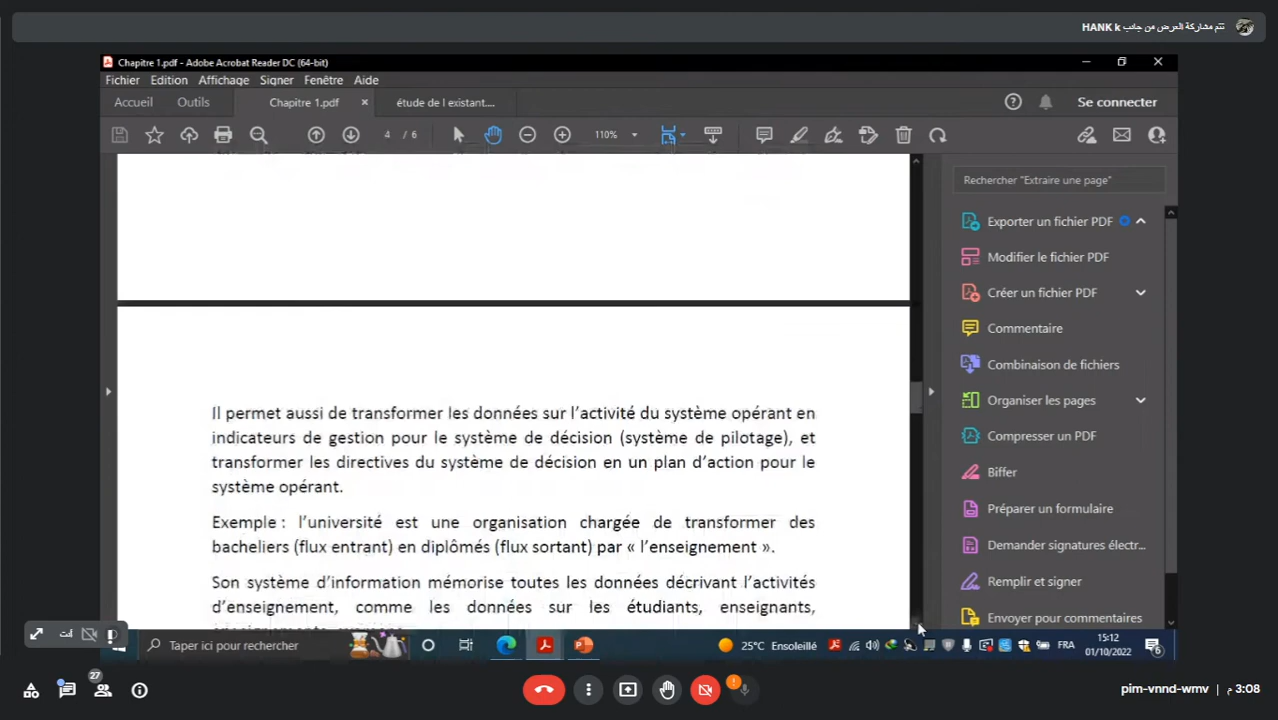 تتم مشاركة العرض من جانب HANK k
Chapitre 1.pdf - Adobe Acrobat Reader DC (64-bit)
Fichier Edition Affichage Signer Fenêtre Aide
Accueil Outils Chapitre 1.pdf × étude de l existant.... Se connecter
4 / 6 110%
Rechercher "Extraire une page"
Exporter un fichier PDF
Modifier le fichier PDF
Créer un fichier PDF
Commentaire
Combinaison de fichiers
Organiser les pages
Compresser un PDF
Biffer
Préparer un formulaire
Demander signatures électr...
Remplir et signer
Envoyer pour commentaires
Il permet aussi de transformer les données sur l'activité du système opérant en
indicateurs de gestion pour le système de décision (système de pilotage), et
transformer les directives du système de décision en un plan d'action pour le
système opérant.
Exemple : l'université est une organisation chargée de transformer des
bacheliers (flux entrant) en diplômés (flux sortant) par « l'enseignement ».
Son système d'information mémorise toutes les données décrivant l'activités
d'enseignement, comme les données sur les étudiants, enseignants,
أنت
Taper ici pour rechercher
25°C Ensoleillé FRA 15:12
01/10/2022 6
27
pim-vnnd-wmv | 3:08 م